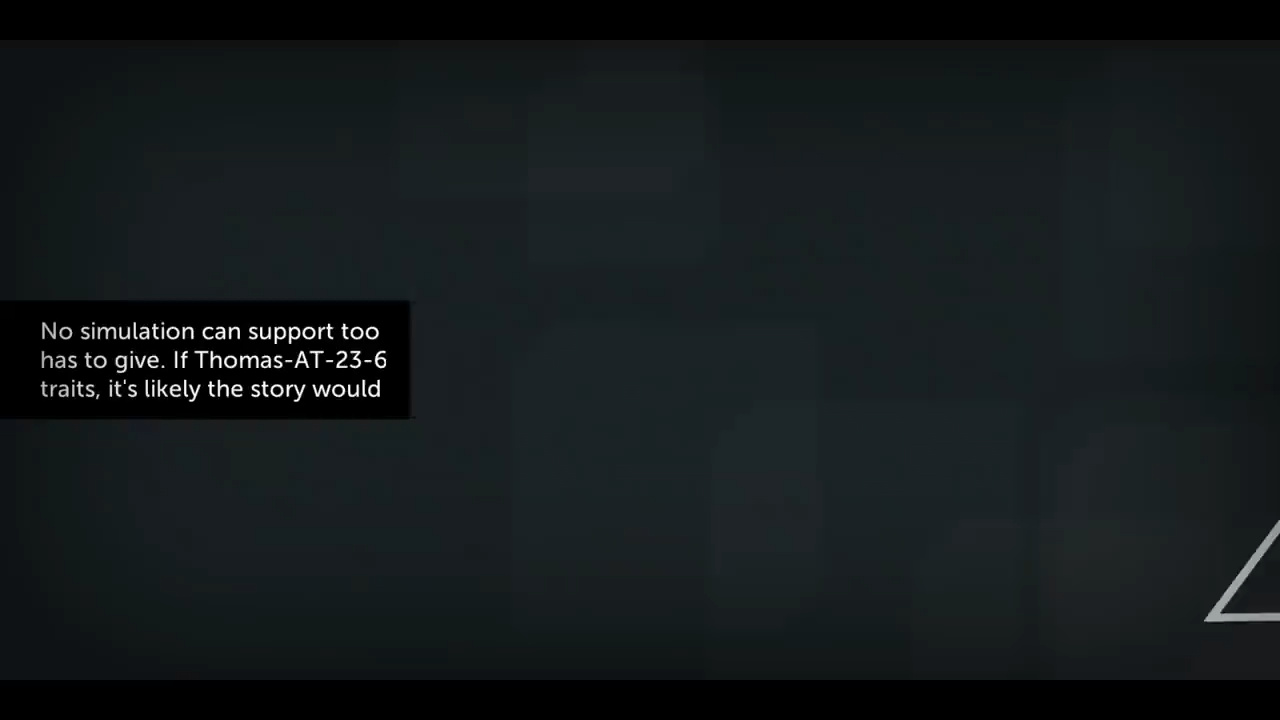 No simulation can support too
has to give. If Thomas-AT-23-6
traits, it's likely the story would